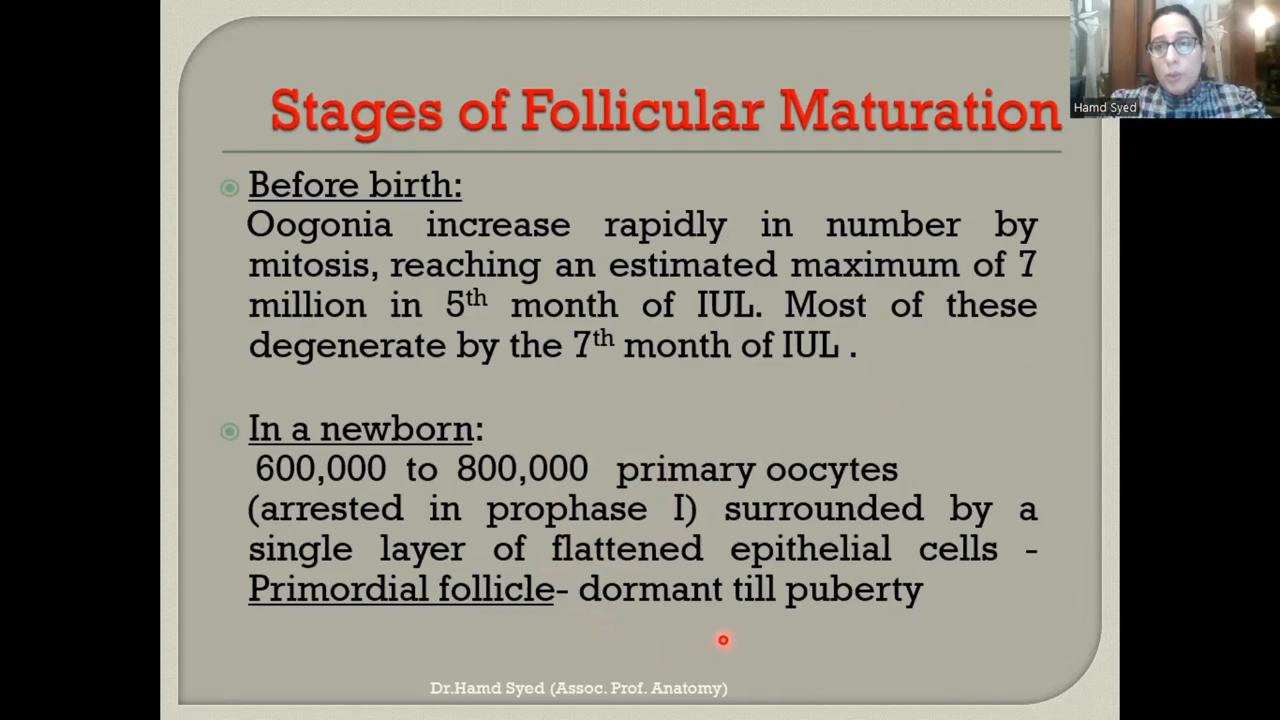 Stages of Follicular Maturation
Hamd Syed
Before birth:
Oogonia increase rapidly in number by
mitosis, reaching an estimated maximum of 7
million in 5th month of IUL. Most of these
degenerate by the 7th month of IUL .
In a newborn:
600,000 to 800,000 primary oocytes
(arrested in prophase I) surrounded by a
single layer of flattened epithelial cells -
Primordial follicle- dormant till puberty
Dr.Hamd Syed (Assoc. Prof. Anatomy)